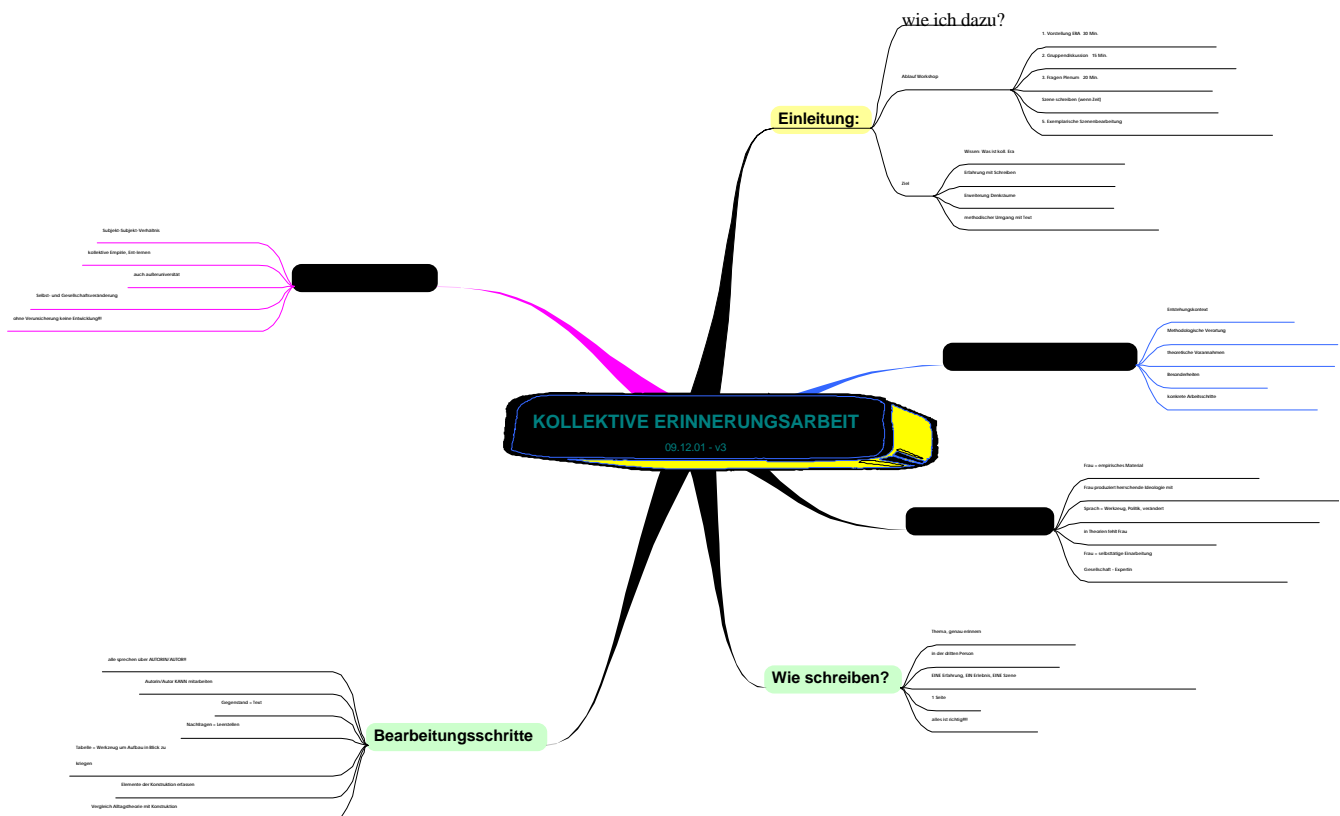 wie ich dazu?
1. Vorstellung EBA 30 Min.
2. Gruppendiskussion 15 Min.
3. Fragen Plenum 20 Min.
Szene schreiben (wenn Zeit)
5. Exemplarische Szenenbearbeitung
Ablauf Workshop
Einleitung:
Wissen: Was ist koll. Era
Erfahrung mit Schreiben
Erweiterung Denkräume
methodischer Umgang mit Text
Ziel
Subjekt-Subjekt-Verhältnis
kollektive Empirie, Ein-lernen
auch außeruniversitär
Selbst- und Gesellschaftsveränderung
ohne Verunsicherung keine Entwicklung!!!
Entstehungskontext
Methodologische Verortung
theoretische Vorannahmen
Besonderheiten
konkrete Arbeitschritte
KOLLEKTIVE ERINNERUNGSARBEIT
09.12.01 - v3
Frau = empirisches Material
Frau produziert herrschende Ideologie mit
Sprach = Werkzeug, Politik, verändert
in Theorien fehlt Frau
Frau = selbsttätige Einarbeitung
Gesellschaft - Expertin
Wie schreiben?
Thema, genau erinnern
in der dritten Person
EINE Erfahrung, EIN Erlebnis, EINE Szene
1 Seite
alles ist richtig!!!!
Bearbeitungsschritte
alle sprechen über AUTORIN/AUTOR!!
Autorin/Autor KANN mitarbeiten
Gegenstand = Text
Nachfragen = Leerstellen
Tabelle = Werkzeug um Aufbau in Blick zu
kriegen
Elemente der Konstruktion erfassen
Vergleich Alltagstheorie mit Konstruktion